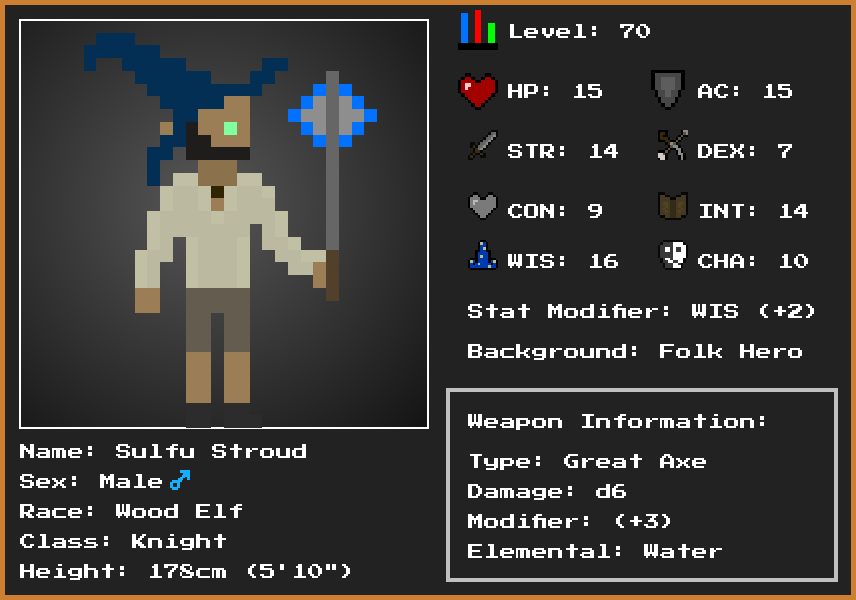 Level: 70
HP: 15
AC: 15
STR: 14
DEX: 7
CON: 9
INT: 14
WIS: 16
CHA: 10
Stat Modifier: WIS (+2)
Background: Folk Hero
Weapon Information:
Type: Great Axe
Damage: d6
Modifier: (+3)
Elemental: Water
Name: Sulfu Stroud
Sex: Male♂
Race: Wood Elf
Class: Knight
Height: 178cm (5'10")